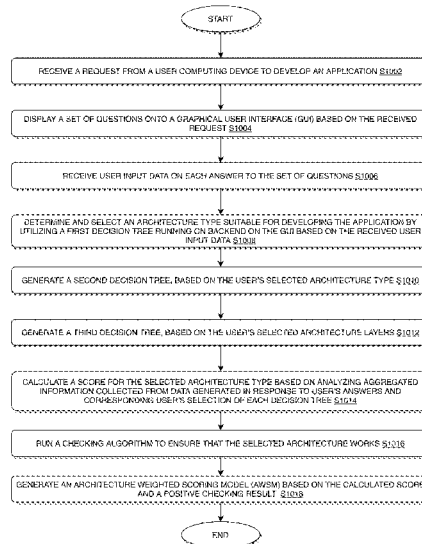 START
RECEIVE A REQUEST FROM A USER COMPUTING DEVICE TO DEVELOP AN APPLICATION S1002
DISPLAY A SET OF QUESTIONS ONTO A GRAPHICAL USER INTERFACE (GUI) BASED ON THE RECEIVED
REQUEST S1004
RECEIVE USER INPUT DATA ON EACH ANSWER TO THE SET OF QUESTIONS S1006
DETERMINE AND SELECT AN ARCHITECTURE TYPE SUITABLE FOR DEVELOPING THE APPLICATION BY
UTILIZING A FIRST DECISION TREE RUNNING ON BACKEND ON THE GUI BASED ON THE RECEIVED USER
INPUT DATA S1008
GENERATE A SECOND DECISION TREE, BASED ON THE USER'S SELECTED ARCHITECTURE TYPE S1010
GENERATE A THIRD DECISION TREE, BASED ON THE USER'S SELECTED ARCHITECTURE LAYERS S1012
CALCULATE A SCORE FOR THE SELECTED ARCHITECTURE TYPE BASED ON ANALYZING AGGREGATED
INFORMATION COLLECTED FROM DATA GENERATED IN RESPONSE TO USER'S ANSWERS AND
CORRESPONDING USER'S SELECTION OF EACH DECISION TREE S1014
RUN A CHECKING ALGORITHM TO ENSURE THAT THE SELECTED ARCHITECTURE WORKS S1016
GENERATE AN ARCHITECTURE WEIGHTED SCORING MODEL (AWSM) BASED ON THE CALCULATED SCORE
AND A POSITIVE CHECKING RESULT S1018
END